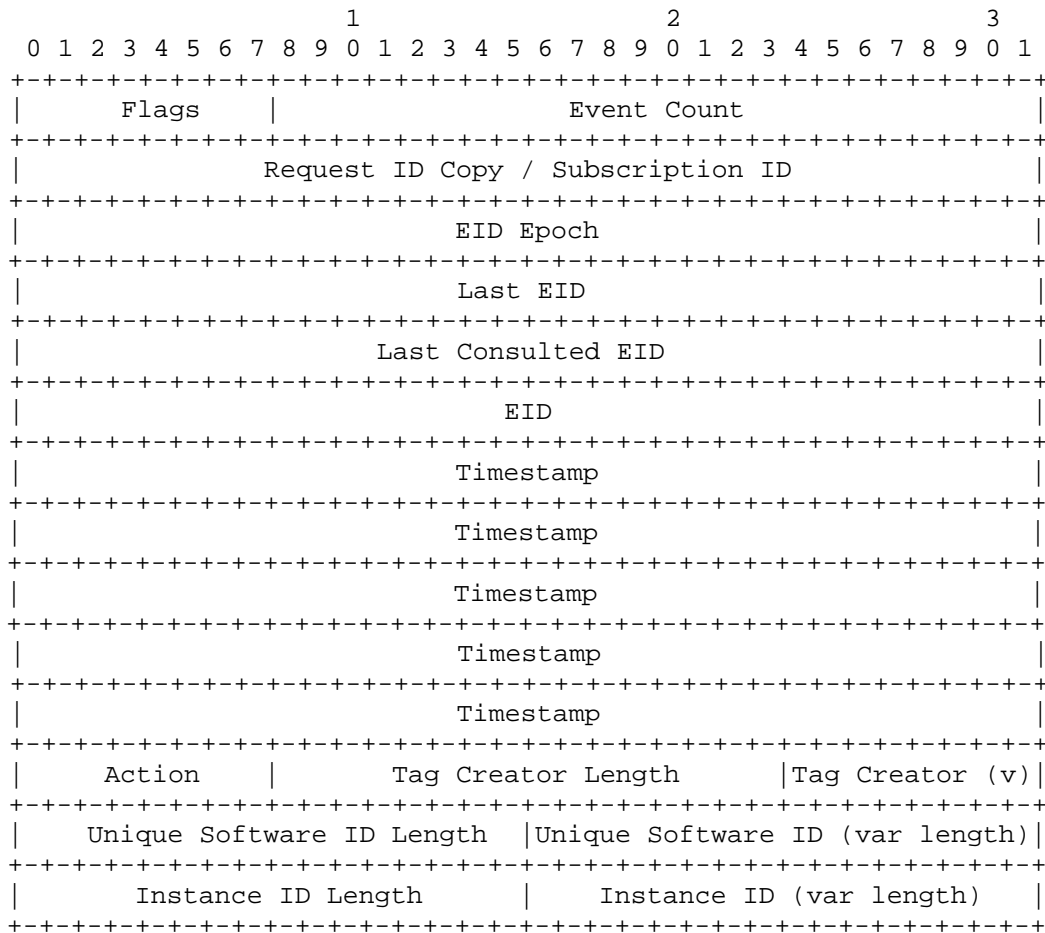 1 2 3
0 1 2 3 4 5 6 7 8 9 0 1 2 3 4 5 6 7 8 9 0 1 2 3 4 5 6 7 8 9 0 1
+-+-+-+-+-+-+-+-+-+-+-+-+-+-+-+-+-+-+-+-+-+-+-+-+-+-+-+-+-+-+-+-+
| Flags | Event Count |
+-+-+-+-+-+-+-+-+-+-+-+-+-+-+-+-+-+-+-+-+-+-+-+-+-+-+-+-+-+-+-+-+
| Request ID Copy / Subscription ID |
+-+-+-+-+-+-+-+-+-+-+-+-+-+-+-+-+-+-+-+-+-+-+-+-+-+-+-+-+-+-+-+-+
| EID Epoch |
+-+-+-+-+-+-+-+-+-+-+-+-+-+-+-+-+-+-+-+-+-+-+-+-+-+-+-+-+-+-+-+-+
| Last EID |
+-+-+-+-+-+-+-+-+-+-+-+-+-+-+-+-+-+-+-+-+-+-+-+-+-+-+-+-+-+-+-+-+
| Last Consulted EID |
+-+-+-+-+-+-+-+-+-+-+-+-+-+-+-+-+-+-+-+-+-+-+-+-+-+-+-+-+-+-+-+-+
| EID |
+-+-+-+-+-+-+-+-+-+-+-+-+-+-+-+-+-+-+-+-+-+-+-+-+-+-+-+-+-+-+-+-+
| Timestamp |
+-+-+-+-+-+-+-+-+-+-+-+-+-+-+-+-+-+-+-+-+-+-+-+-+-+-+-+-+-+-+-+-+
| Timestamp |
+-+-+-+-+-+-+-+-+-+-+-+-+-+-+-+-+-+-+-+-+-+-+-+-+-+-+-+-+-+-+-+-+
| Timestamp |
+-+-+-+-+-+-+-+-+-+-+-+-+-+-+-+-+-+-+-+-+-+-+-+-+-+-+-+-+-+-+-+-+
| Timestamp |
+-+-+-+-+-+-+-+-+-+-+-+-+-+-+-+-+-+-+-+-+-+-+-+-+-+-+-+-+-+-+-+-+
| Timestamp |
+-+-+-+-+-+-+-+-+-+-+-+-+-+-+-+-+-+-+-+-+-+-+-+-+-+-+-+-+-+-+-+-+
| Action | Tag Creator Length |Tag Creator (v)|
+-+-+-+-+-+-+-+-+-+-+-+-+-+-+-+-+-+-+-+-+-+-+-+-+-+-+-+-+-+-+-+-+
| Unique Software ID Length |Unique Software ID (var length)|
+-+-+-+-+-+-+-+-+-+-+-+-+-+-+-+-+-+-+-+-+-+-+-+-+-+-+-+-+-+-+-+-+
| Instance ID Length | Instance ID (var length) |
+-+-+-+-+-+-+-+-+-+-+-+-+-+-+-+-+-+-+-+-+-+-+-+-+-+-+-+-+-+-+-+-+